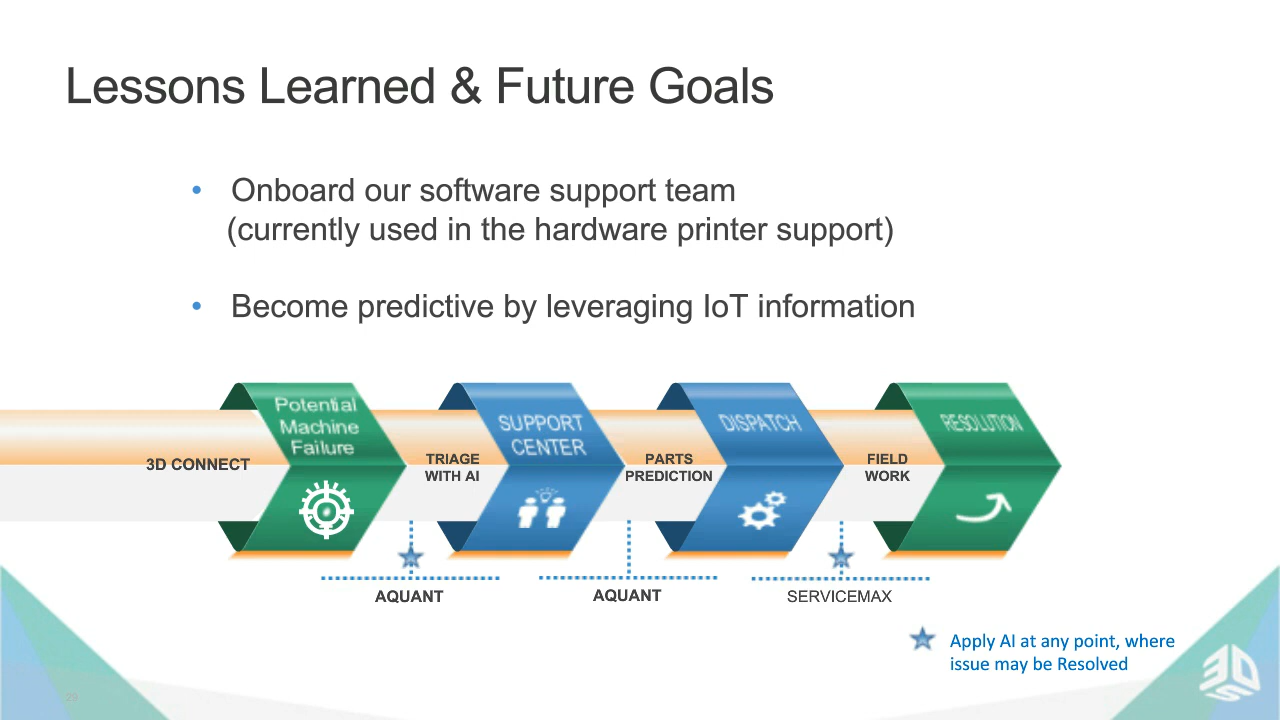 Lessons Learned & Future Goals
• Onboard our software support team
(currently used in the hardware printer support)
• Become predictive by leveraging IoT information
3D CONNECT
Potential
Machine
Failure
TRIAGE
WITH AI
SUPPORT
CENTER
PARTS
PREDICTION
DISPATCH
FIELD
WORK
RESOLUTION
AQUANT
AQUANT
SERVICEMAX
Apply AI at any point, where
issue may be Resolved
29
3DS